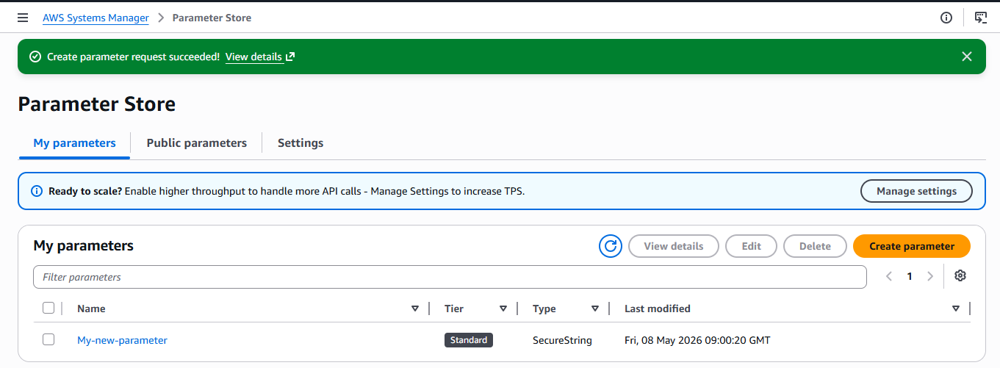 AWS Systems Manager > Parameter Store
Create parameter request succeeded! View details
Parameter Store
My parameters Public parameters Settings
Ready to scale? Enable higher throughput to handle more API calls - Manage Settings to increase TPS. Manage settings
My parameters View details Edit Delete Create parameter
Filter parameters 1
Name Tier Type Last modified
My-new-parameter Standard SecureString Fri, 08 May 2026 09:00:20 GMT